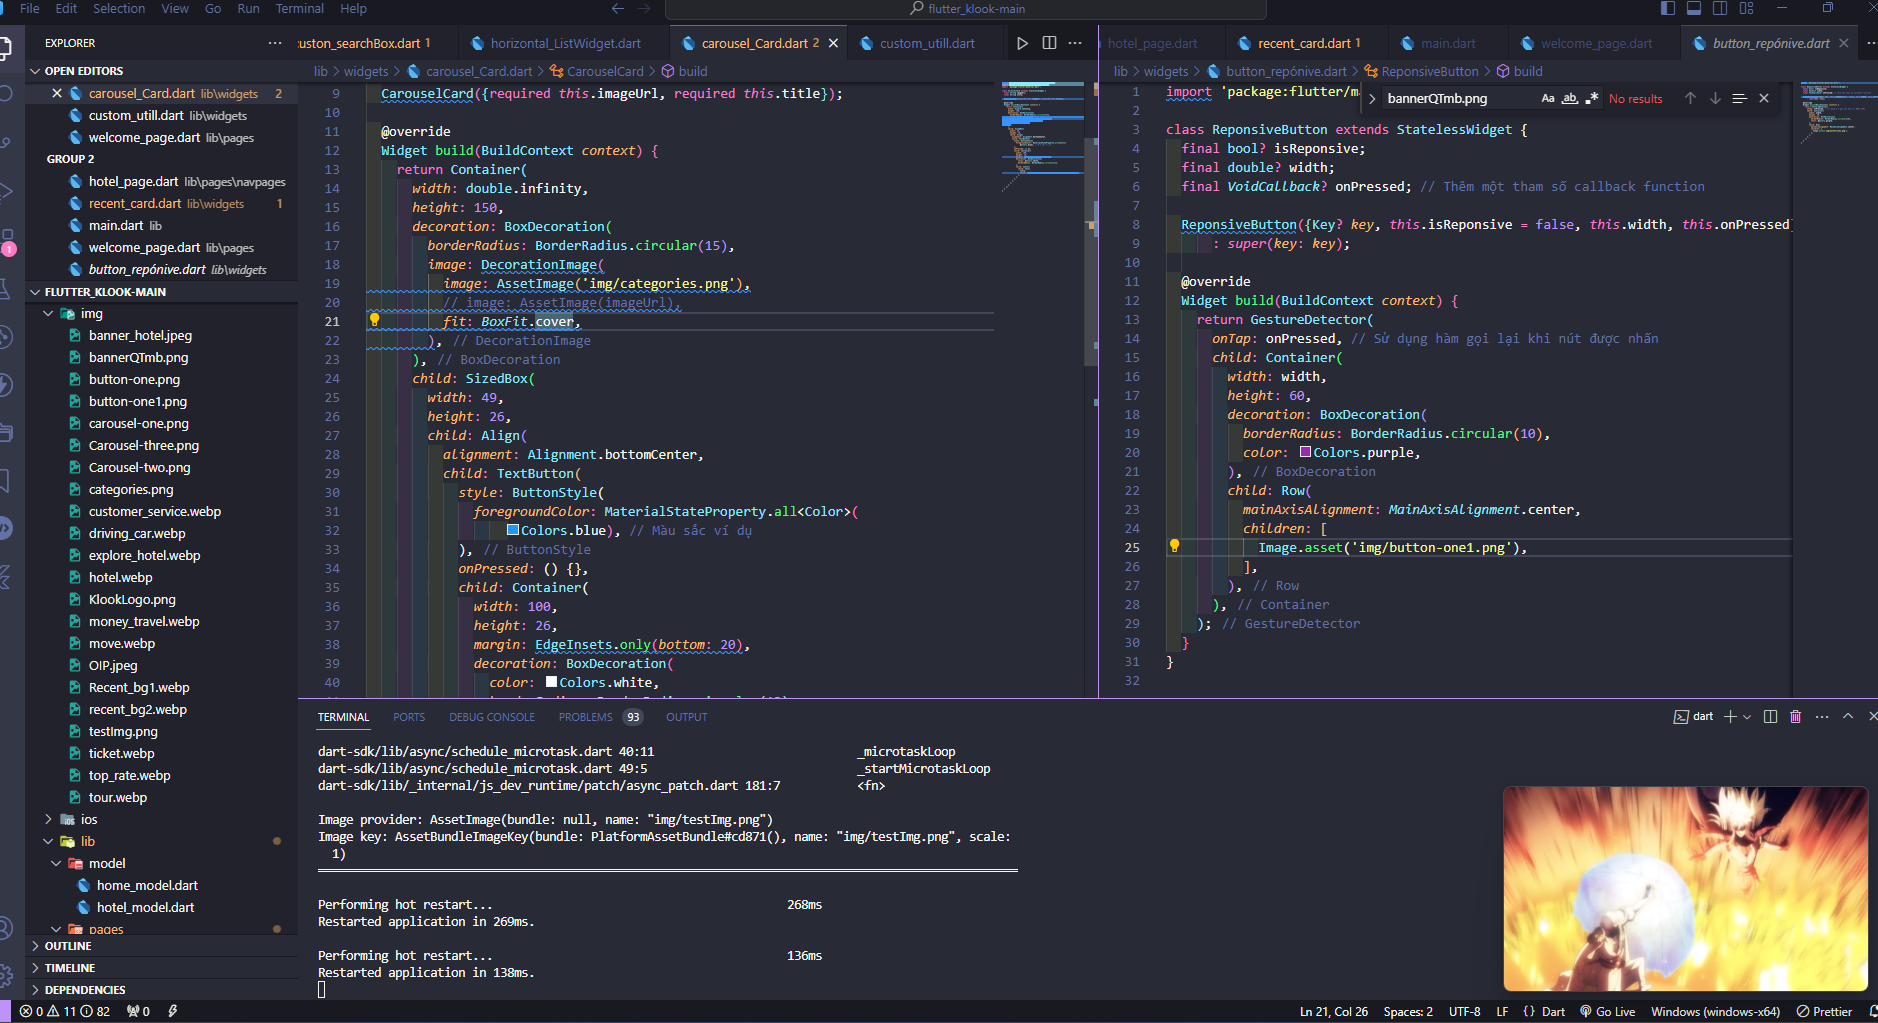 File Edit Selection View Go Run Terminal Help
flutter_klook-main
EXPLORER
OPEN EDITORS
carousel_Card.dart lib\widgets 2
custom_utill.dart lib\widgets
welcome_page.dart lib\pages
GROUP 2
hotel_page.dart lib\pages\navpages
recent_card.dart lib\widgets 1
main.dart lib
welcome_page.dart lib\pages
button_repónive.dart lib\widgets
FLUTTER_KLOOK-MAIN
img
banner_hotel.jpeg
bannerQTmb.png
button-one.png
button-one1.png
carousel-one.png
Carousel-three.png
Carousel-two.png
categories.png
customer_service.webp
driving_car.webp
explore_hotel.webp
hotel.webp
KlookLogo.png
money_travel.webp
move.webp
OIP.jpeg
Recent_bg1.webp
recent_bg2.webp
testImg.png
ticket.webp
top_rate.webp
tour.webp
ios
lib
model
home_model.dart
hotel_model.dart
pages
OUTLINE
TIMELINE
DEPENDENCIES
custon_searchBox.dart 1
horizontal_ListWidget.dart
carousel_Card.dart 2
custom_utill.dart
lib > widgets > carousel_Card.dart > CarouselCard > build
9 CarouselCard({required this.imageUrl, required this.title});
10
11 @override
12 Widget build(BuildContext context) {
13 return Container(
14 width: double.infinity,
15 height: 150,
16 decoration: BoxDecoration(
17 borderRadius: BorderRadius.circular(15),
18 image: DecorationImage(
19 image: AssetImage('img/categories.png'),
20 // image: AssetImage(imageUrl),
21 fit: BoxFit.cover,
22 ), // DecorationImage
23 ), // BoxDecoration
24 child: SizedBox(
25 width: 49,
26 height: 26,
27 child: Align(
28 alignment: Alignment.bottomCenter,
29 child: TextButton(
30 style: ButtonStyle(
31 foregroundColor: MaterialStateProperty.all<Color>(
32 Colors.blue), // Màu sắc ví dụ
33 ), // ButtonStyle
34 onPressed: () {},
35 child: Container(
36 width: 100,
37 height: 26,
38 margin: EdgeInsets.only(bottom: 20),
39 decoration: BoxDecoration(
40 color: Colors.white,
hotel_page.dart
recent_card.dart 1
main.dart
welcome_page.dart
button_repónive.dart
lib > widgets > button_repónive.dart > ReponsiveButton > build
bannerQTmb.png Aa ab .* No results
1 import 'package:flutter/m
2
3 class ReponsiveButton extends StatelessWidget {
4 final bool? isReponsive;
5 final double? width;
6 final VoidCallback? onPressed; // Thêm một tham số callback function
7
8 ReponsiveButton({Key? key, this.isReponsive = false, this.width, this.onPressed}
9 : super(key: key);
10
11 @override
12 Widget build(BuildContext context) {
13 return GestureDetector(
14 onTap: onPressed, // Sử dụng hàm gọi lại khi nút được nhấn
15 child: Container(
16 width: width,
17 height: 60,
18 decoration: BoxDecoration(
19 borderRadius: BorderRadius.circular(10),
20 color: Colors.purple,
21 ), // BoxDecoration
22 child: Row(
23 mainAxisAlignment: MainAxisAlignment.center,
24 children: [
25 Image.asset('img/button-one1.png'),
26 ],
27 ), // Row
28 ), // Container
29 ); // GestureDetector
30 }
31 }
32
TERMINAL PORTS DEBUG CONSOLE PROBLEMS 93 OUTPUT
dart
dart-sdk/lib/async/schedule_microtask.dart 40:11 _microtaskLoop
dart-sdk/lib/async/schedule_microtask.dart 49:5 _startMicrotaskLoop
dart-sdk/lib/_internal/js_dev_runtime/patch/async_patch.dart 181:7 <fn>
Image provider: AssetImage(bundle: null, name: "img/testImg.png")
Image key: AssetBundleImageKey(bundle: PlatformAssetBundle#cd871(), name: "img/testImg.png", scale:
1)
Performing hot restart... 268ms
Restarted application in 269ms.
Performing hot restart... 136ms
Restarted application in 138ms.
0 11 82 0
Ln 21, Col 26 Spaces: 2 UTF-8 LF {} Dart Go Live Windows (windows-x64) Prettier